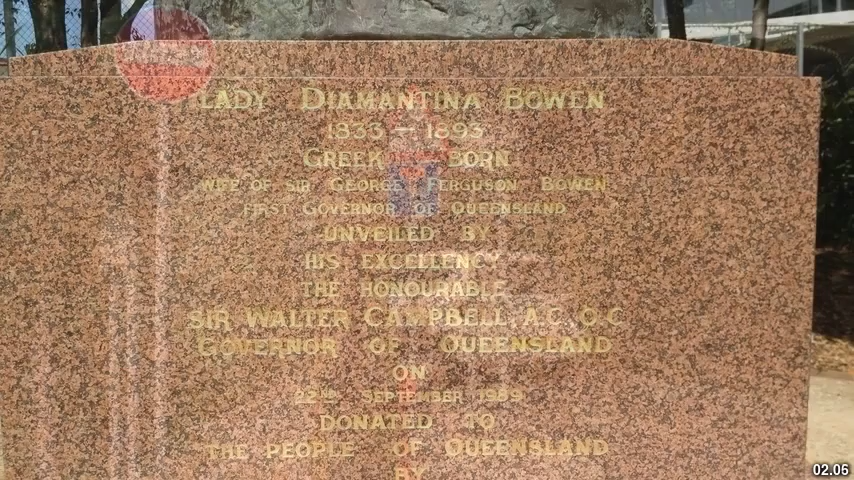 LADY DIAMANTINA BOWEN
1833 – 1893
GREEK BORN
WIFE OF SIR GEORGE FERGUSON BOWEN
FIRST GOVERNOR OF QUEENSLAND
UNVEILED BY
HIS EXCELLENCY
THE HONOURABLE
SIR WALTER CAMPBELL, A.C. Q.C
GOVERNOR OF QUEENSLAND
ON
22ND SEPTEMBER 1989
DONATED TO
THE PEOPLE OF QUEENSLAND
BY
02.06